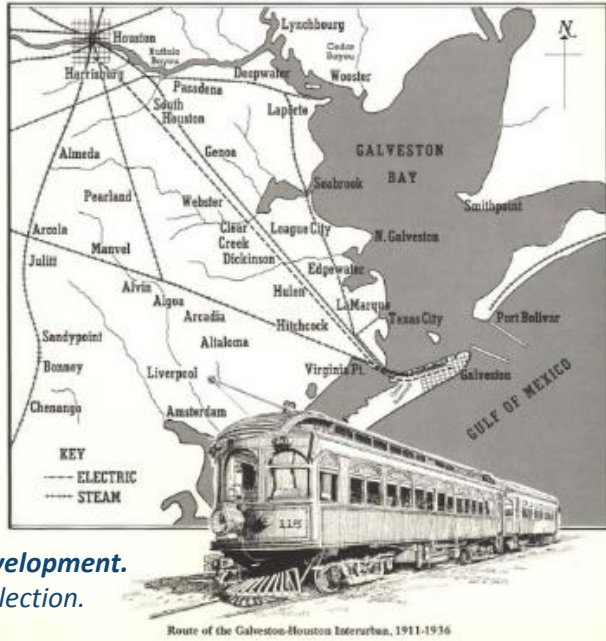 Lynchbourg
N
Houston
Buffalo
Bayou
Cedar
Bayou
Harrisburg
Deepwater
Wooster
Pasadena
South
Houston
Laporte
Genoa
Almeda
GALVESTON
BAY
Seabrook
Pearland
Webster
Smithpoint
Clear
Creek
League City
Arcola
Manvel
N. Galveston
Dickinson
Juliff
Edgewater
Alvin
Hulen
Algoa
LaMarque
Arcadia
Texas City
Port Bolivar
Hitchcock
Sandypoint
Altaloma
Bonney
Virginia Pt.
Liverpool
Galveston
GULF OF MEXICO
Chenango
Amsterdam
KEY
ELECTRIC
STEAM
115
velopment.
lection.
Route of the Galveston-Houston Interurban, 1911-1936